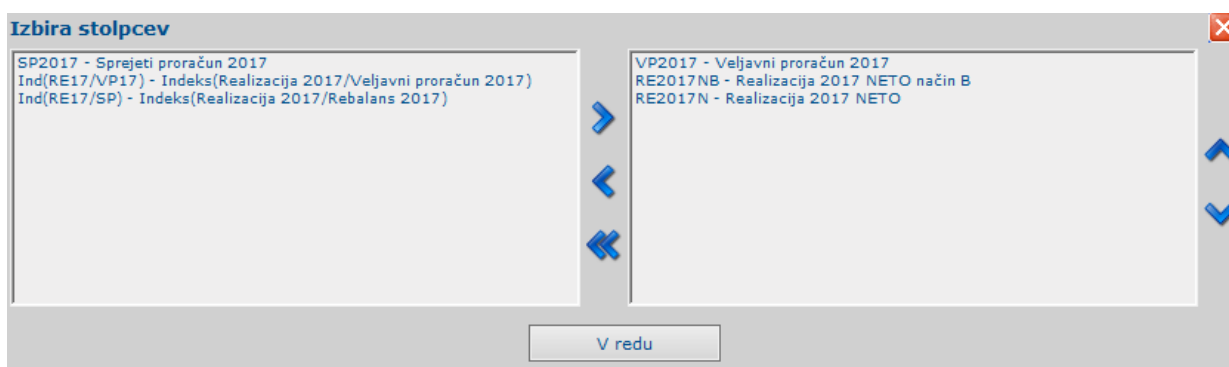 Izbira stolpcev
SP2017 - Sprejeti proračun 2017
Ind(RE17/VP17) - Indeks(Realizacija 2017/Veljavni proračun 2017)
Ind(RE17/SP) - Indeks(Realizacija 2017/Rebalans 2017)
VP2017 - Veljavni proračun 2017
RE2017NB - Realizacija 2017 NETO način B
RE2017N - Realizacija 2017 NETO
V redu